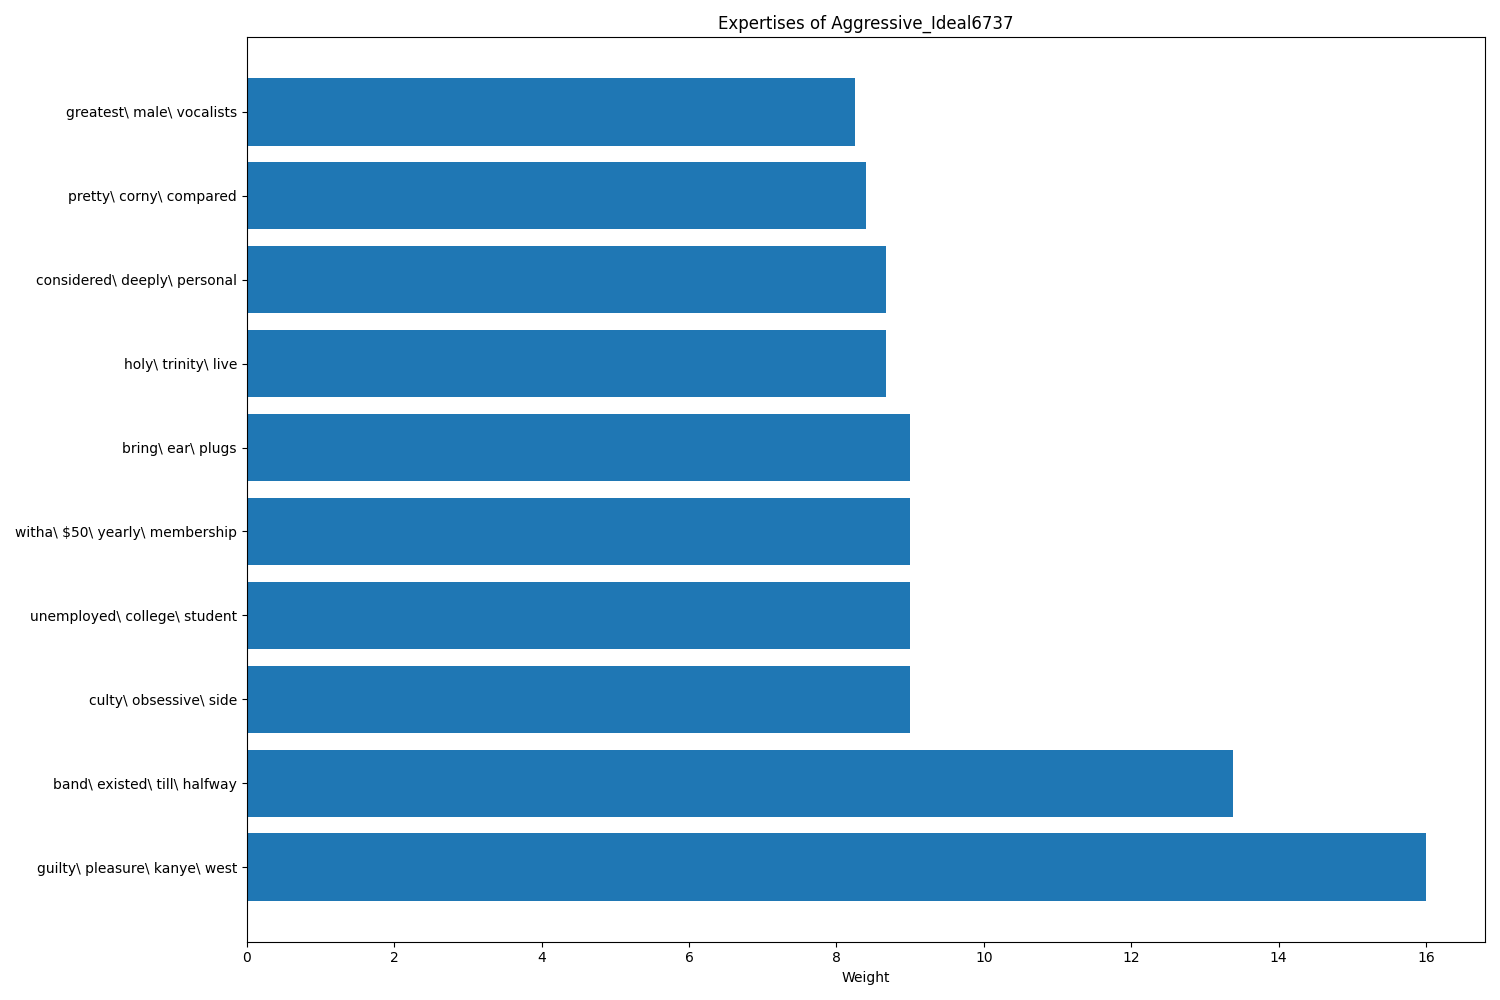 Expertises of Aggressive_Ideal6737
greatest\ male\ vocalists
pretty\ corny\ compared
considered\ deeply\ personal
holy\ trinity\ live
bring\ ear\ plugs
witha\ $50\ yearly\ membership
unemployed\ college\ student
culty\ obsessive\ side
band\ existed\ till\ halfway
guilty\ pleasure\ kanye\ west
0 2 4 6 8 10 12 14 16
Weight